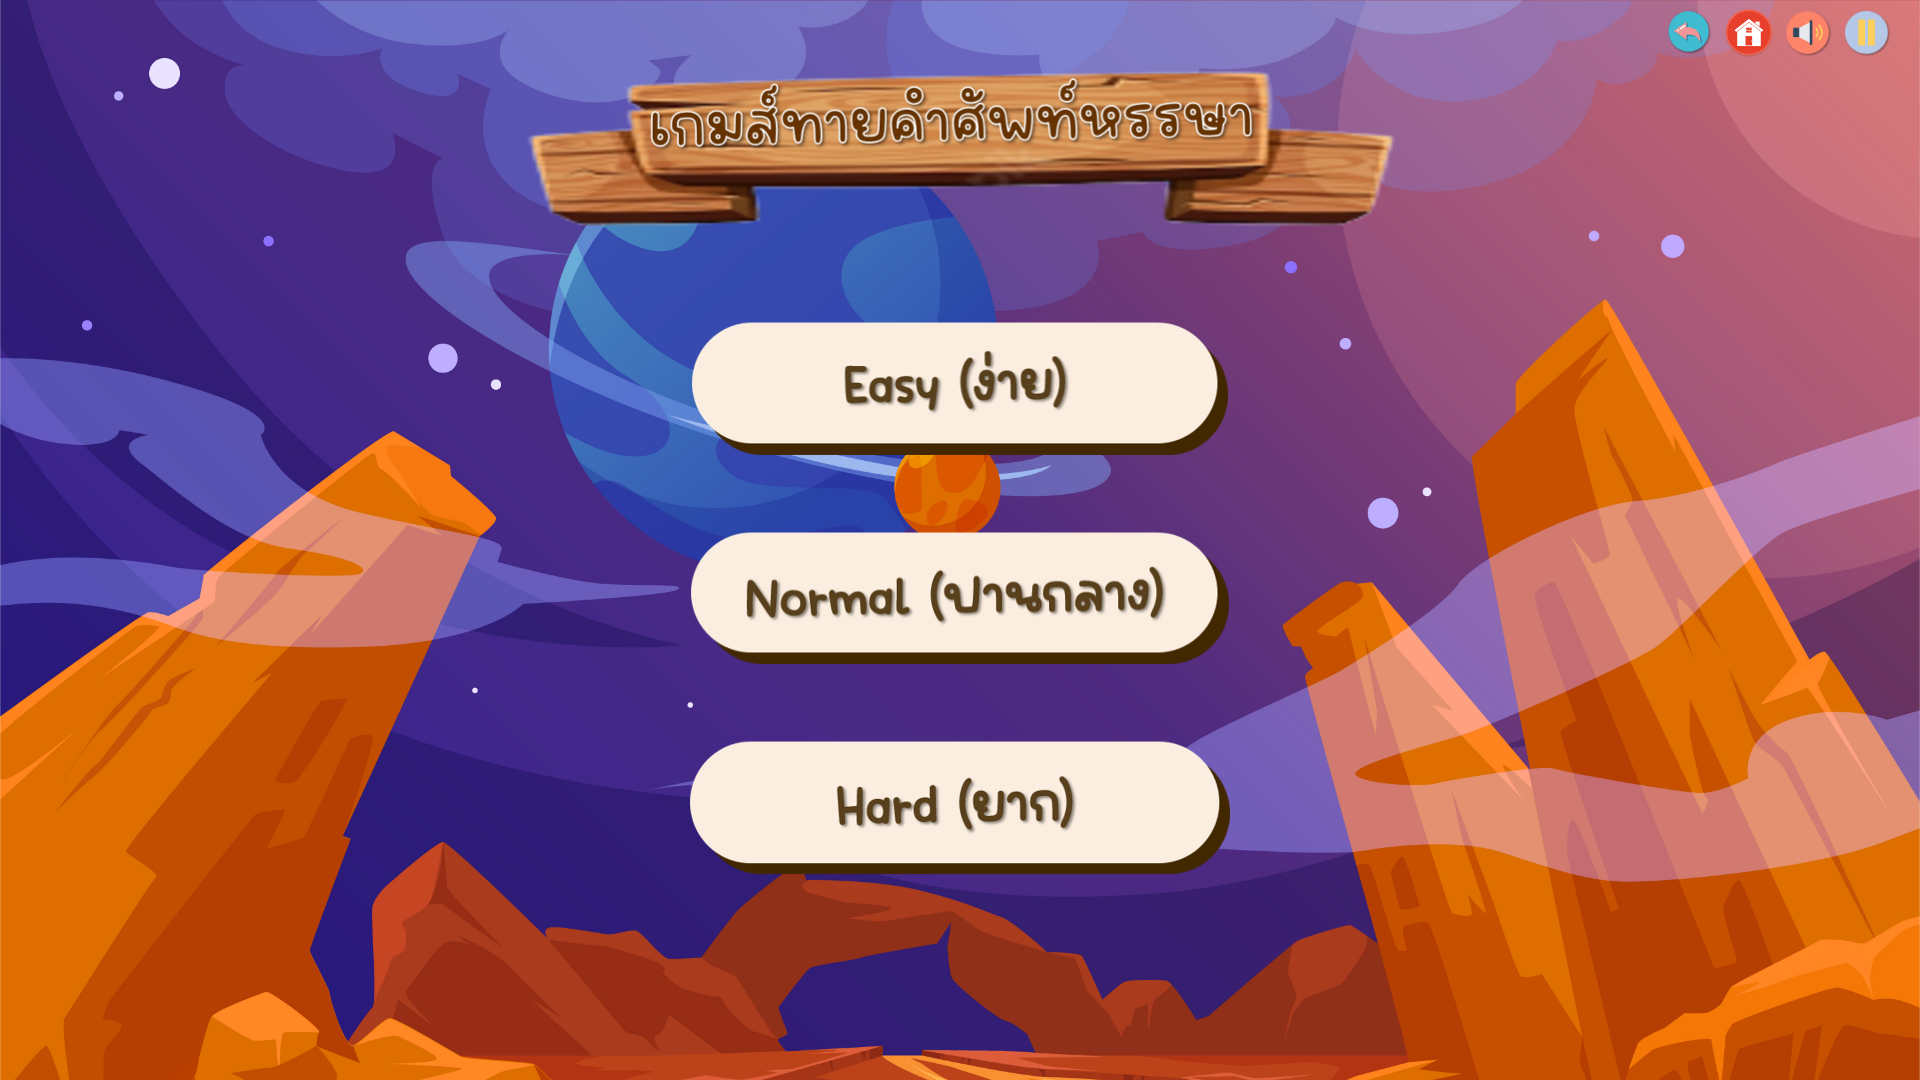 เกมส์ทายคำศัพท์หรรษา
Easy (ง่าย)
Normal (ปานกลาง)
Hard (ยาก)